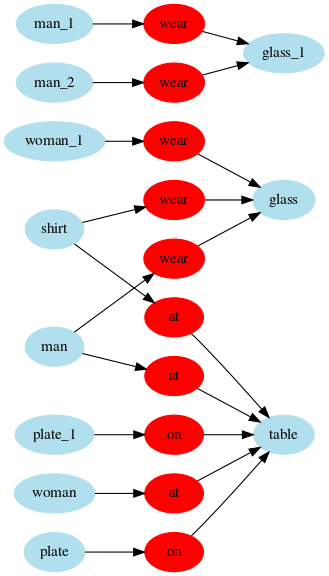 man_1 wear
glass_1
man_2 wear
woman_1 wear
shirt wear glass
wear
at
man
at
plate_1 on table
woman at
plate on